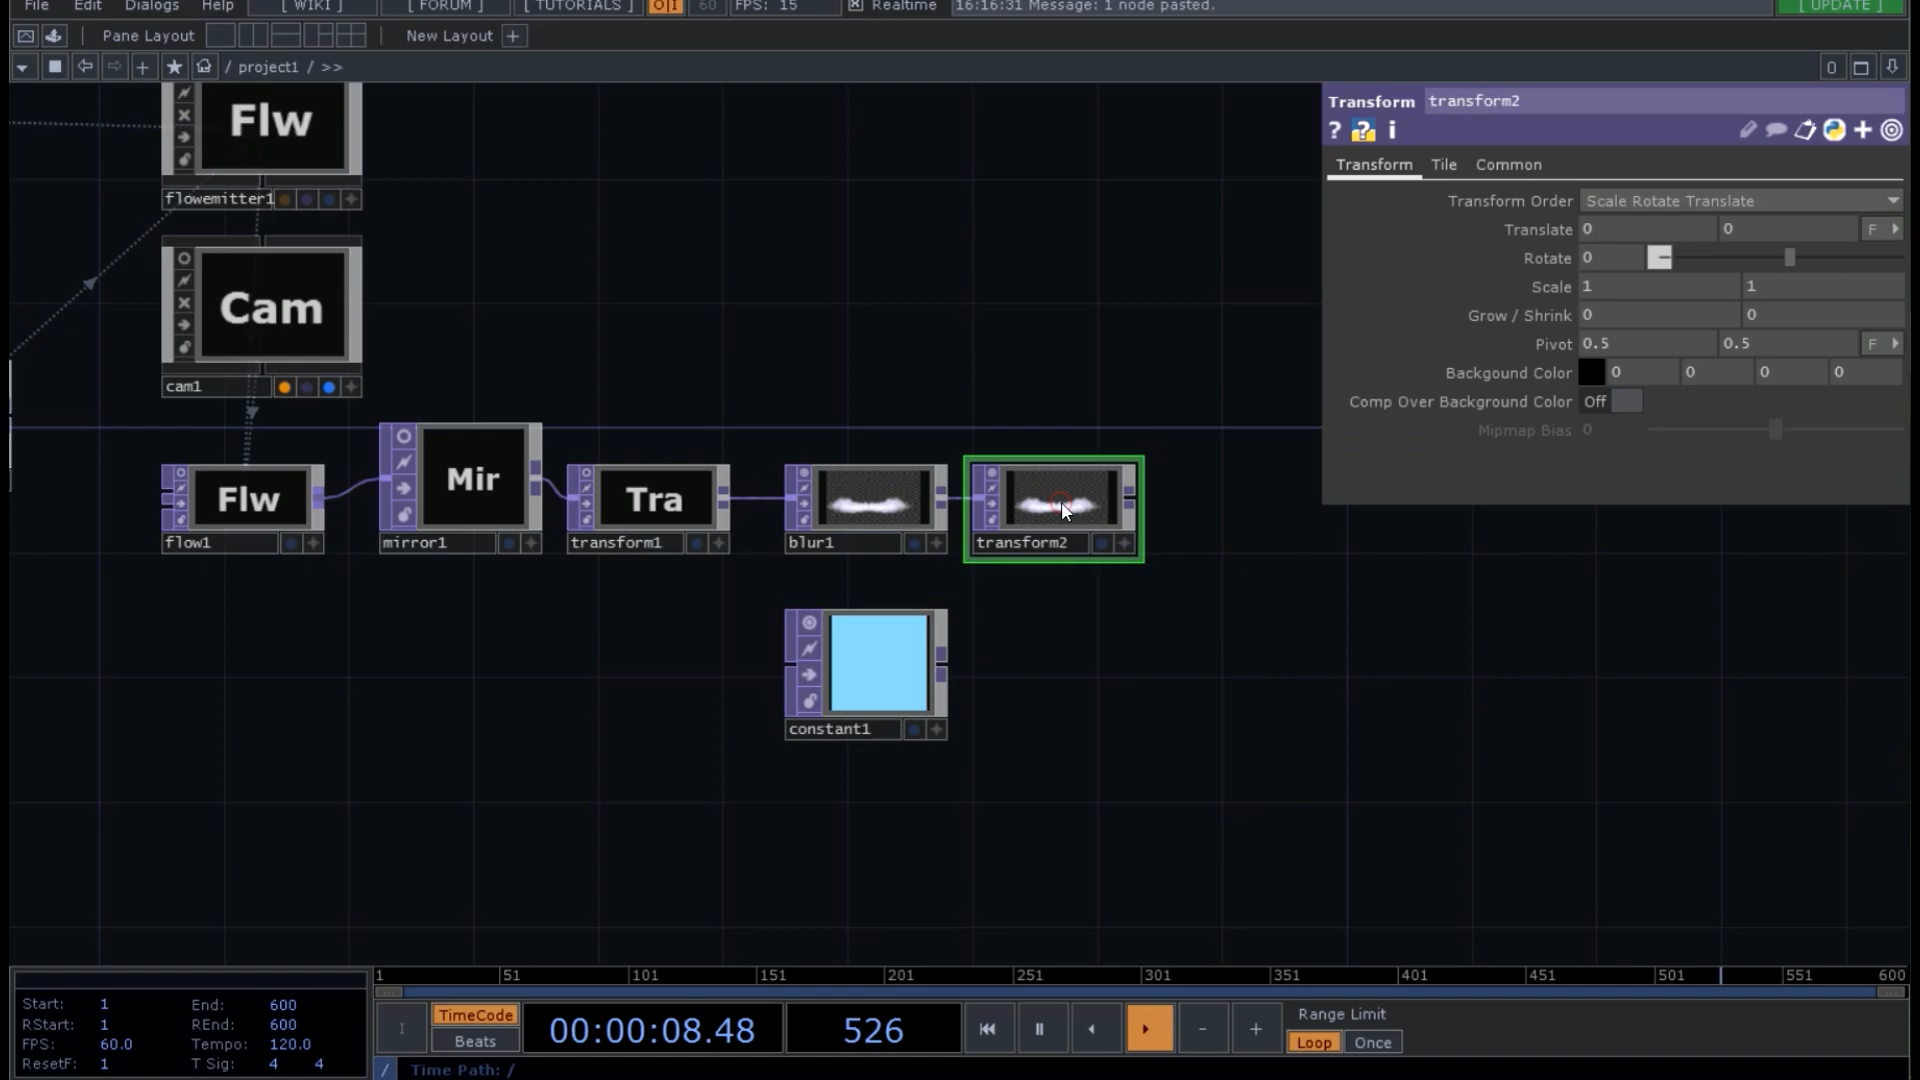 File Edit Dialogs Help [ WIKI ] [ FORUM ] [ TUTORIALS ] O|I 60 FPS: 15 Realtime 16:16:31 Message: 1 node pasted. [ UPDATE ]
Pane Layout New Layout +
/ project1 / >> 0
Transform transform2
? ? i
Transform Tile Common
Transform Order Scale Rotate Translate
Translate 0 0 F
Rotate 0
Scale 1 1
Grow / Shrink 0 0
Pivot 0.5 0.5 F
Backgound Color 0 0 0 0
Comp Over Background Color Off
Mipmap Bias 0
Flw
flowemitter1
Cam
cam1
Flw
flow1
Mir
mirror1
Tra
transform1
blur1
transform2
constant1
1 51 101 151 201 251 301 351 401 451 501 551 600
Start: 1 End: 600
RStart: 1 REnd: 600
FPS: 60.0 Tempo: 120.0
ResetF: 1 T Sig: 4 4
I TimeCode
Beats
00:00:08.48
526
- +
Range Limit
Loop Once
/ Time Path: /